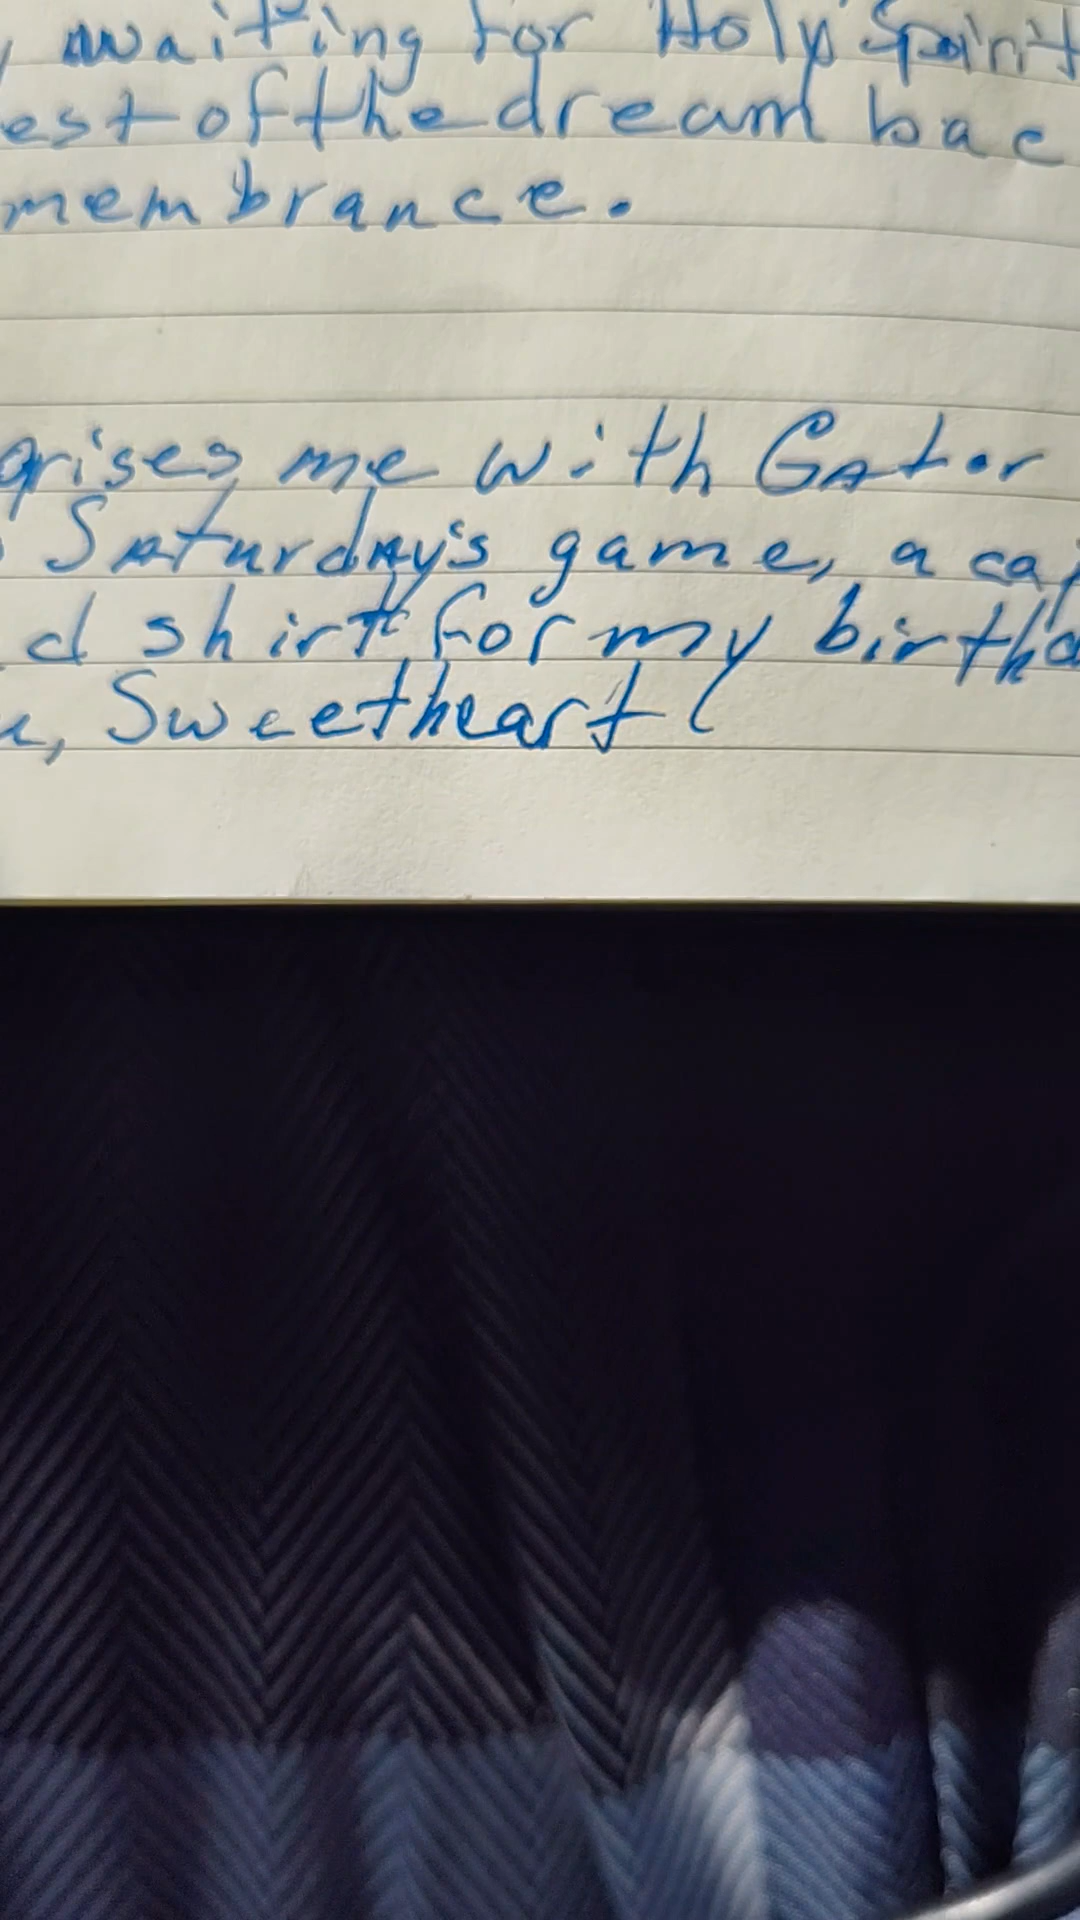 , awaiting for Holy Spirit
est of the dream bac
membrance.
prises me with Gator
Saturday's game, a ca
d shirt for my birth
u, Sweetheart